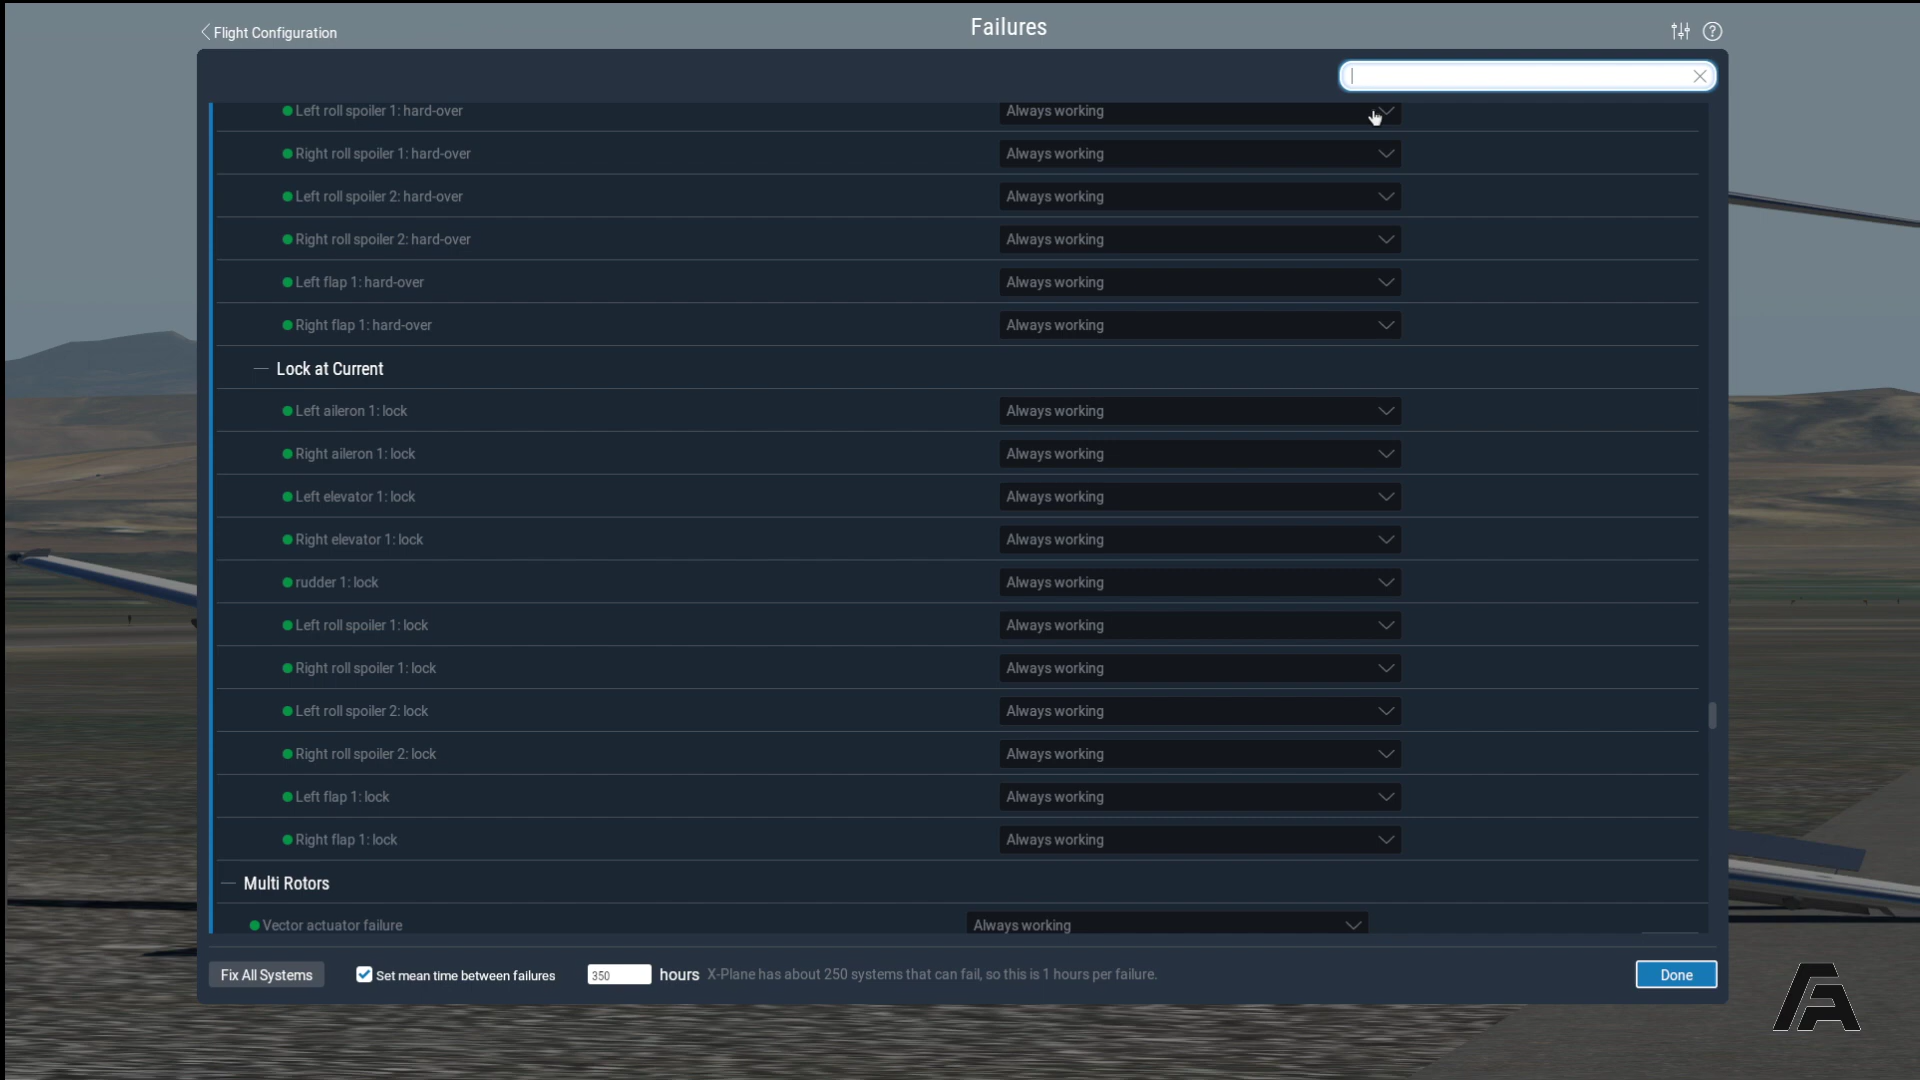 Flight Configuration
Failures
Left roll spoiler 1: hard-over Always working
Right roll spoiler 1: hard-over Always working
Left roll spoiler 2: hard-over Always working
Right roll spoiler 2: hard-over Always working
Left flap 1: hard-over Always working
Right flap 1: hard-over Always working
Lock at Current
Left aileron 1: lock Always working
Right aileron 1: lock Always working
Left elevator 1: lock Always working
Right elevator 1: lock Always working
rudder 1: lock Always working
Left roll spoiler 1: lock Always working
Right roll spoiler 1: lock Always working
Left roll spoiler 2: lock Always working
Right roll spoiler 2: lock Always working
Left flap 1: lock Always working
Right flap 1: lock Always working
Multi Rotors
Vector actuator failure Always working
Fix All Systems Set mean time between failures 350 hours X-Plane has about 250 systems that can fail, so this is 1 hours per failure. Done